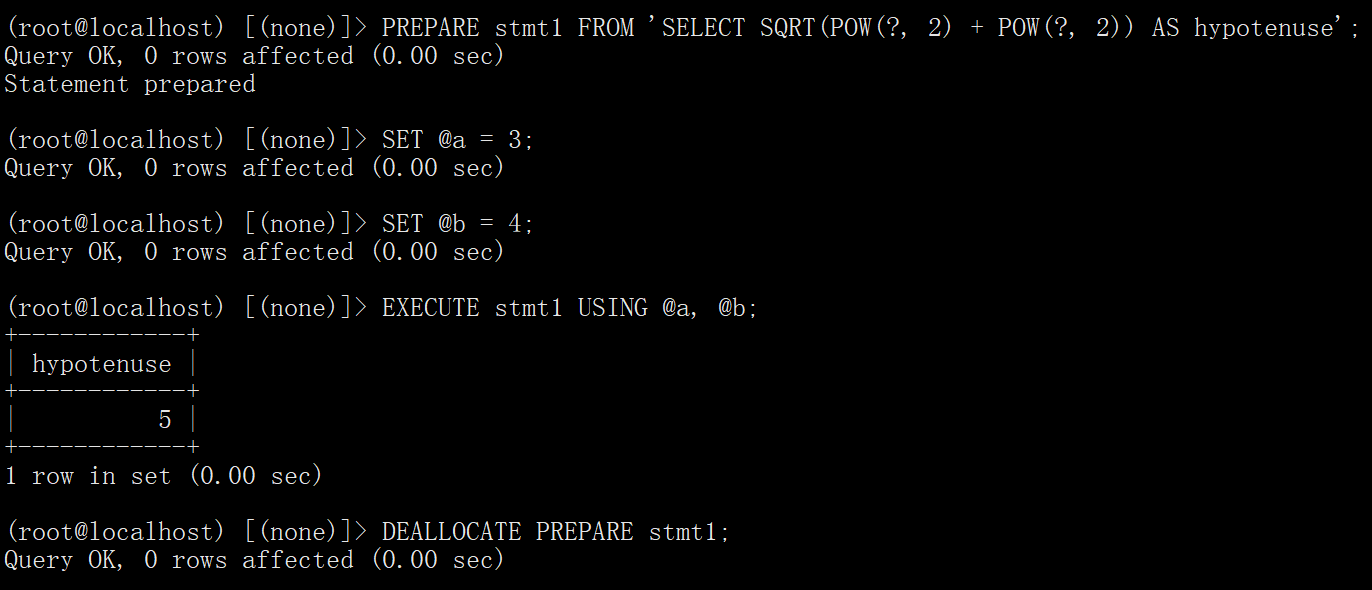 (root@localhost) [(none)]> PREPARE stmt1 FROM 'SELECT SQRT(POW(?, 2) + POW(?, 2)) AS hypotenuse';
Query OK, 0 rows affected (0.00 sec)
Statement prepared
(root@localhost) [(none)]> SET @a = 3;
Query OK, 0 rows affected (0.00 sec)
(root@localhost) [(none)]> SET @b = 4;
Query OK, 0 rows affected (0.00 sec)
(root@localhost) [(none)]> EXECUTE stmt1 USING @a, @b;
+------------+
| hypotenuse |
+------------+
|          5 |
+------------+
1 row in set (0.00 sec)
(root@localhost) [(none)]> DEALLOCATE PREPARE stmt1;
Query OK, 0 rows affected (0.00 sec)